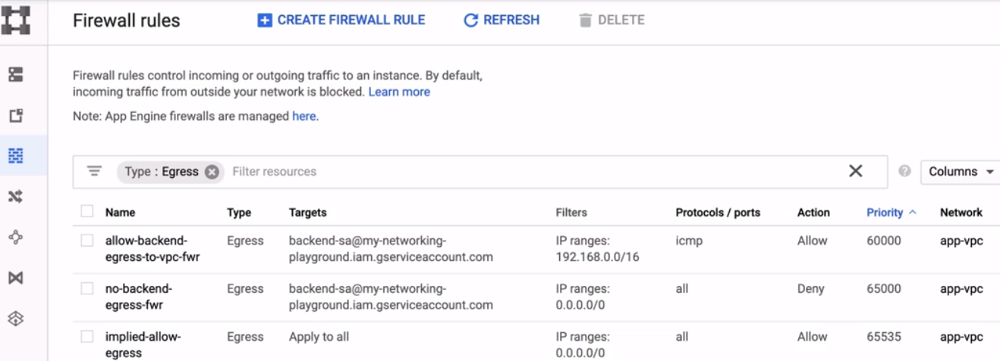 Firewall rules CREATE FIREWALL RULE REFRESH DELETE
Firewall rules control incoming or outgoing traffic to an instance. By default,
incoming traffic from outside your network is blocked. Learn more
Note: App Engine firewalls are managed here.
Type : Egress Filter resources Columns
Name Type Targets Filters Protocols / ports Action Priority Network
allow-backend- Egress backend-sa@my-networking- IP ranges: icmp Allow 60000 app-vpc
egress-to-vpc-fwr playground.iam.gserviceaccount.com 192.168.0.0/16
no-backend- Egress backend-sa@my-networking- IP ranges: all Deny 65000 app-vpc
egress-fwr playground.iam.gserviceaccount.com 0.0.0.0/0
implied-allow- Egress Apply to all IP ranges: all Allow 65535 app-vpc
egress 0.0.0.0/0